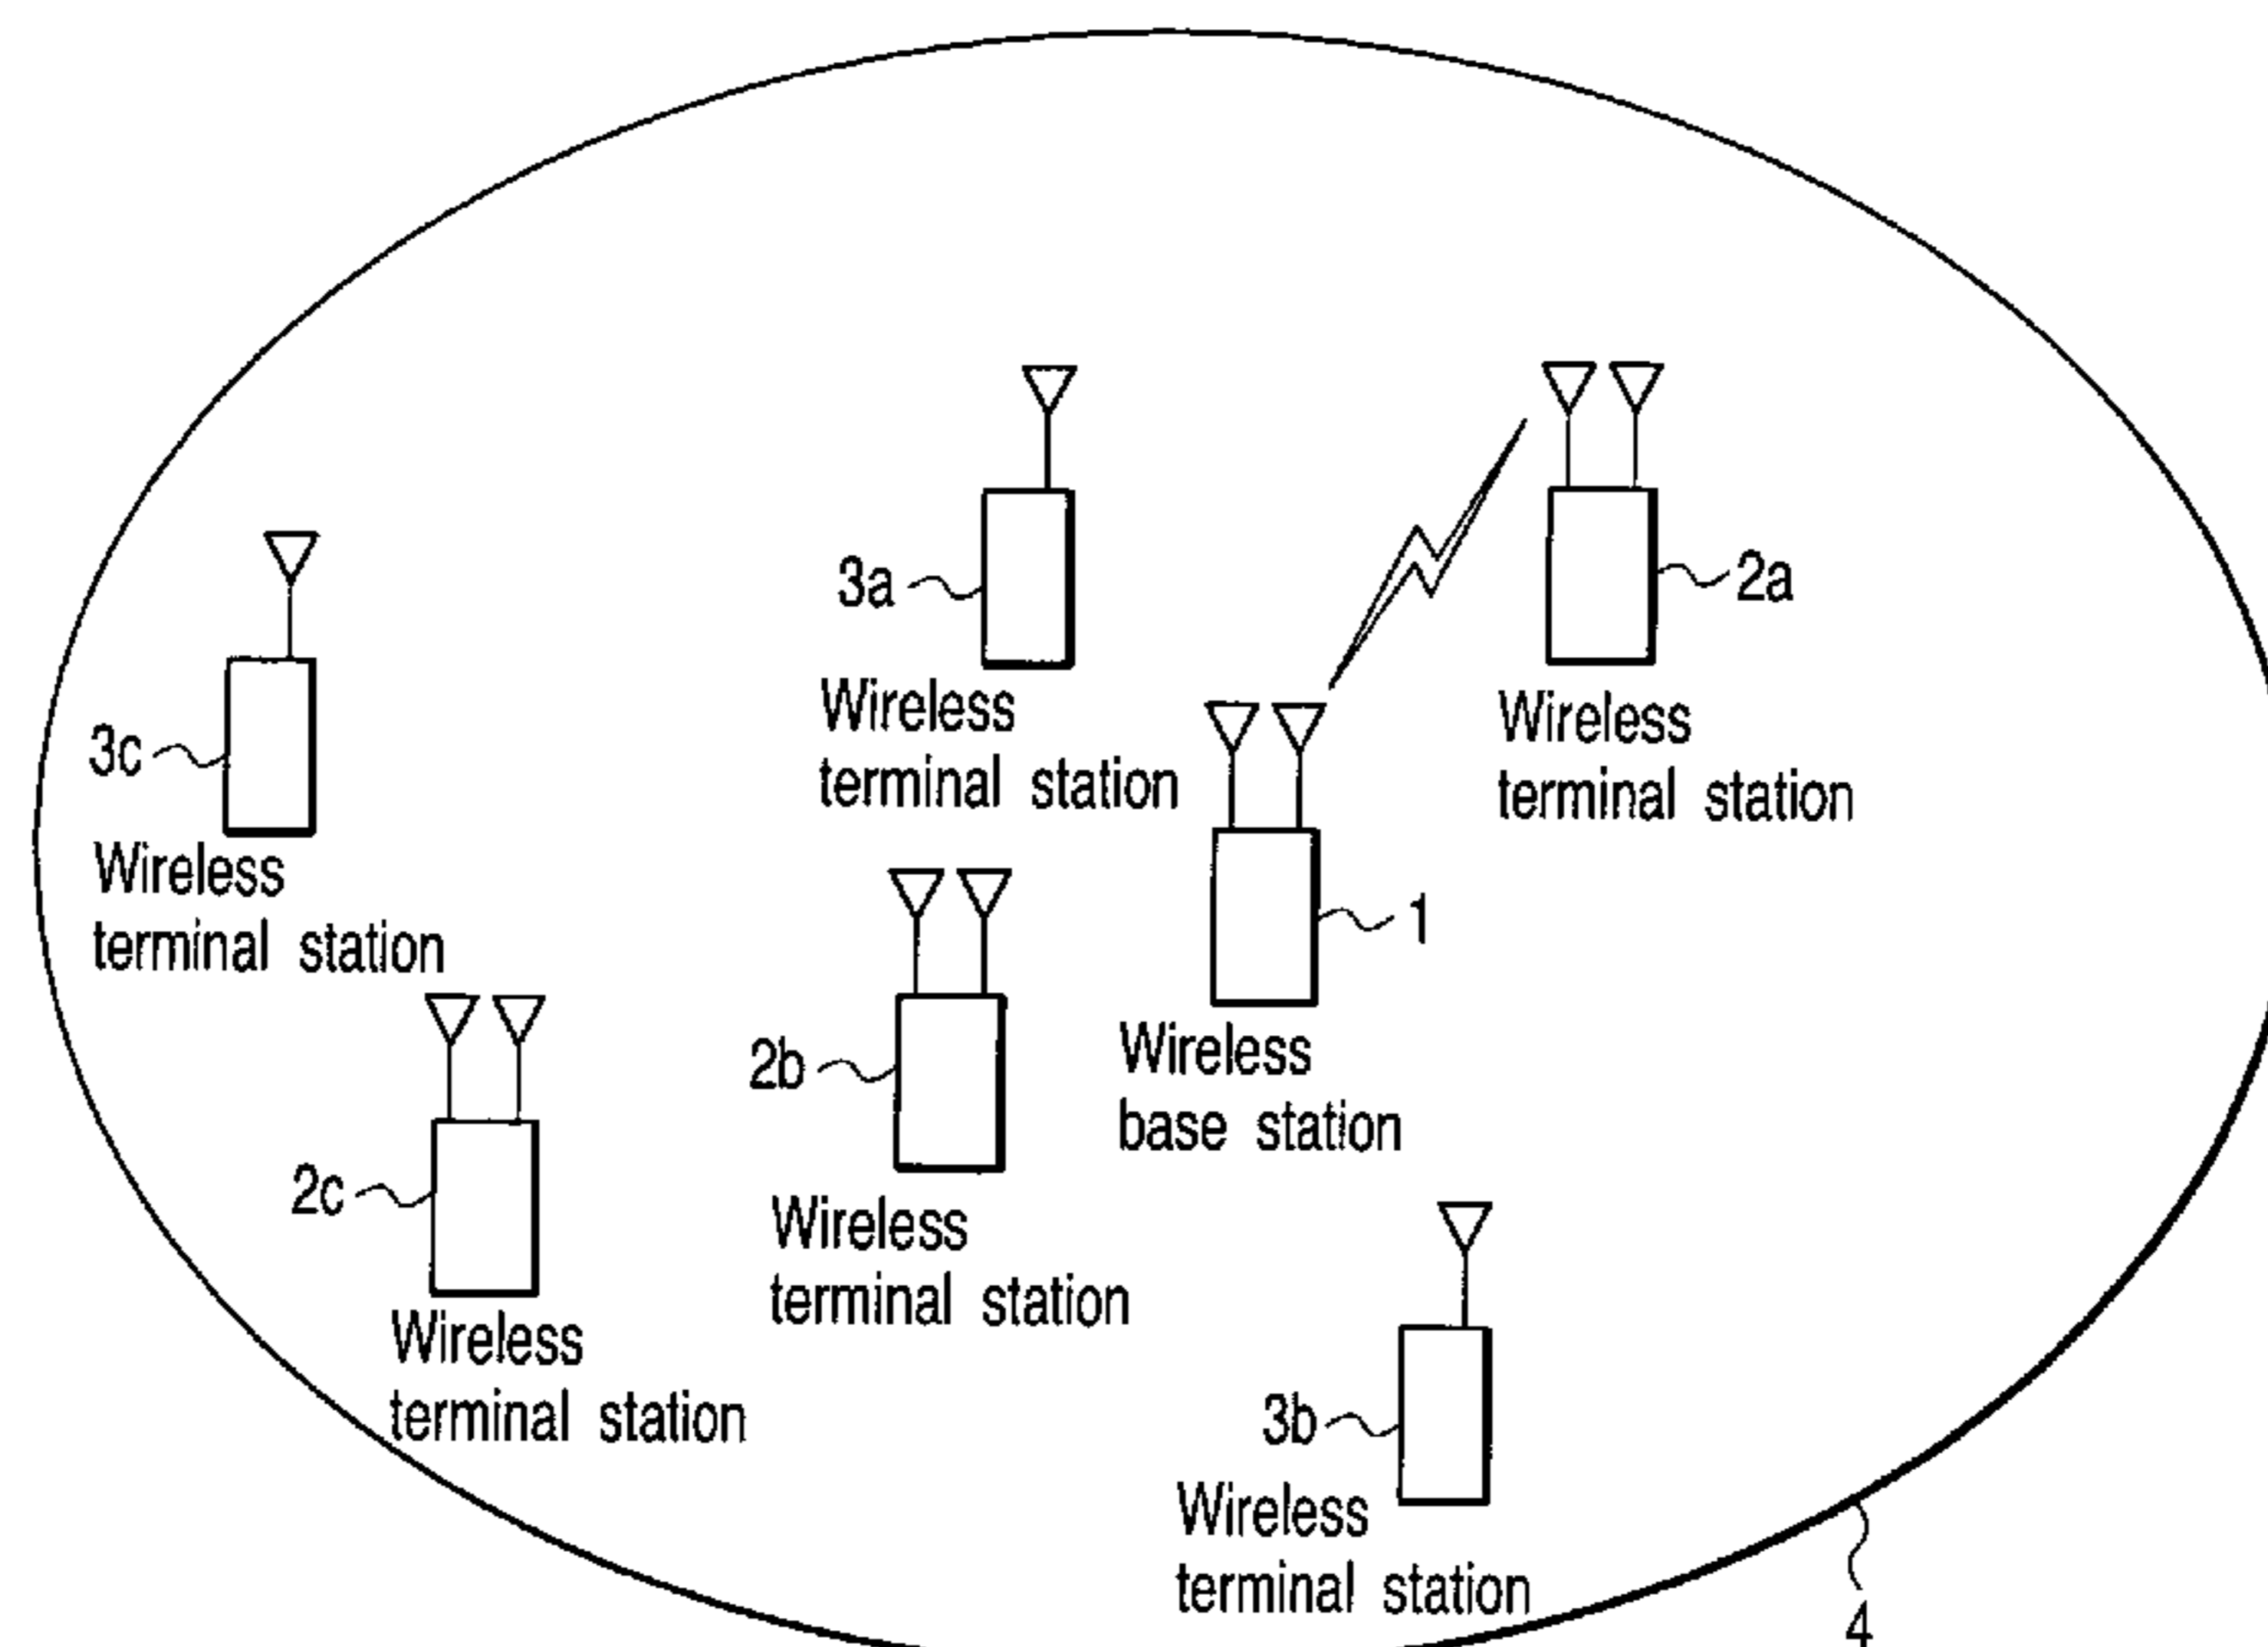 3a
Wireless
terminal station
2a
Wireless
terminal station
3c
Wireless
terminal station
1
Wireless
base station
2b
Wireless
terminal station
2c
Wireless
terminal station
3b
Wireless
terminal station
4